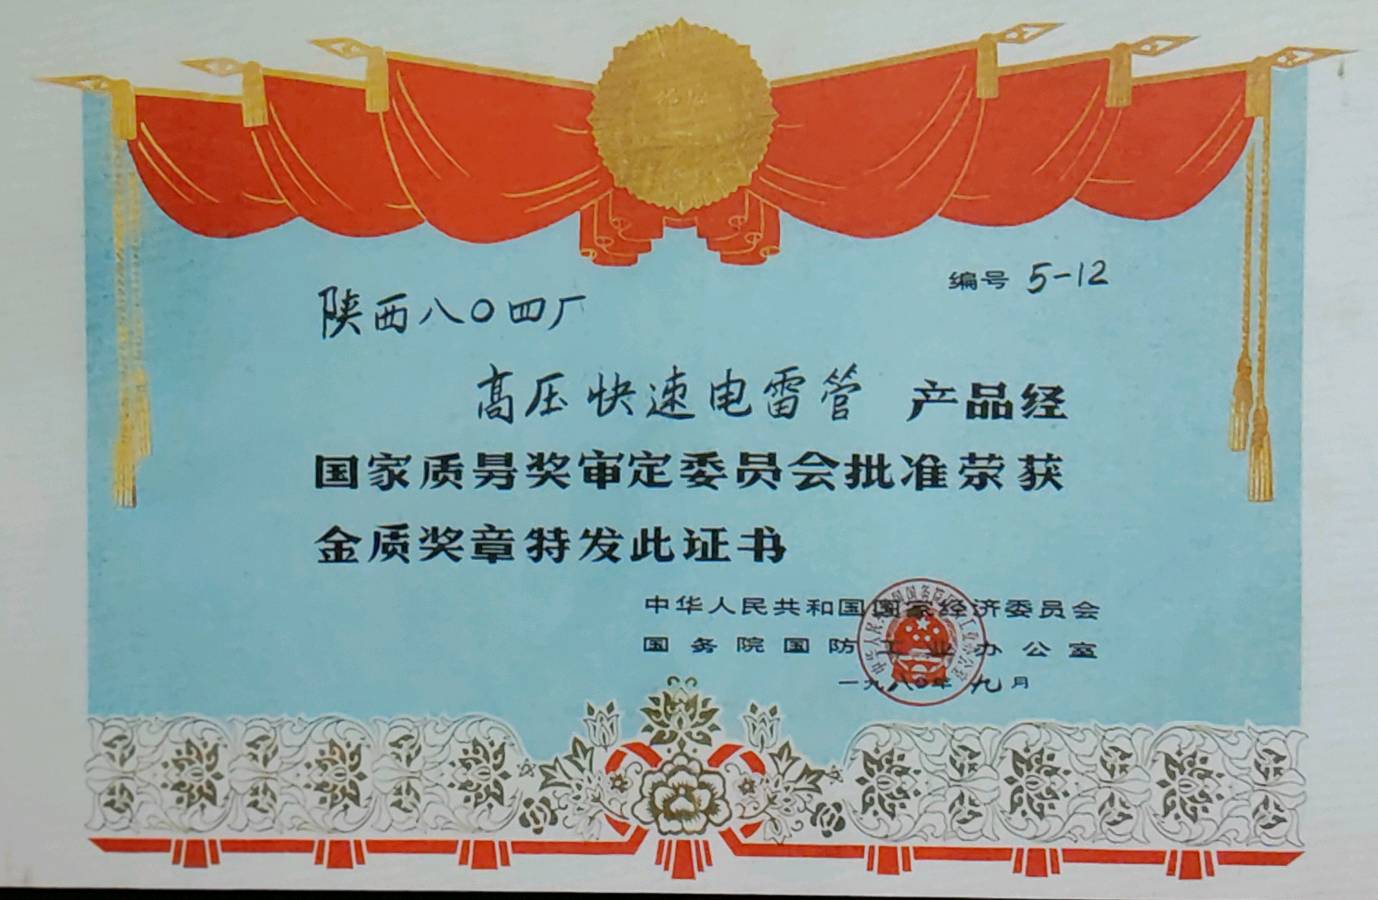 编号 5-12
陕西八〇四厂
高压快速电雷管 产品经
国家质量奖审定委员会批准荣获
金质奖章特发此证书
中华人民共和国国家经济委员会
国务院国防工业办公室
一九八〇年 九月